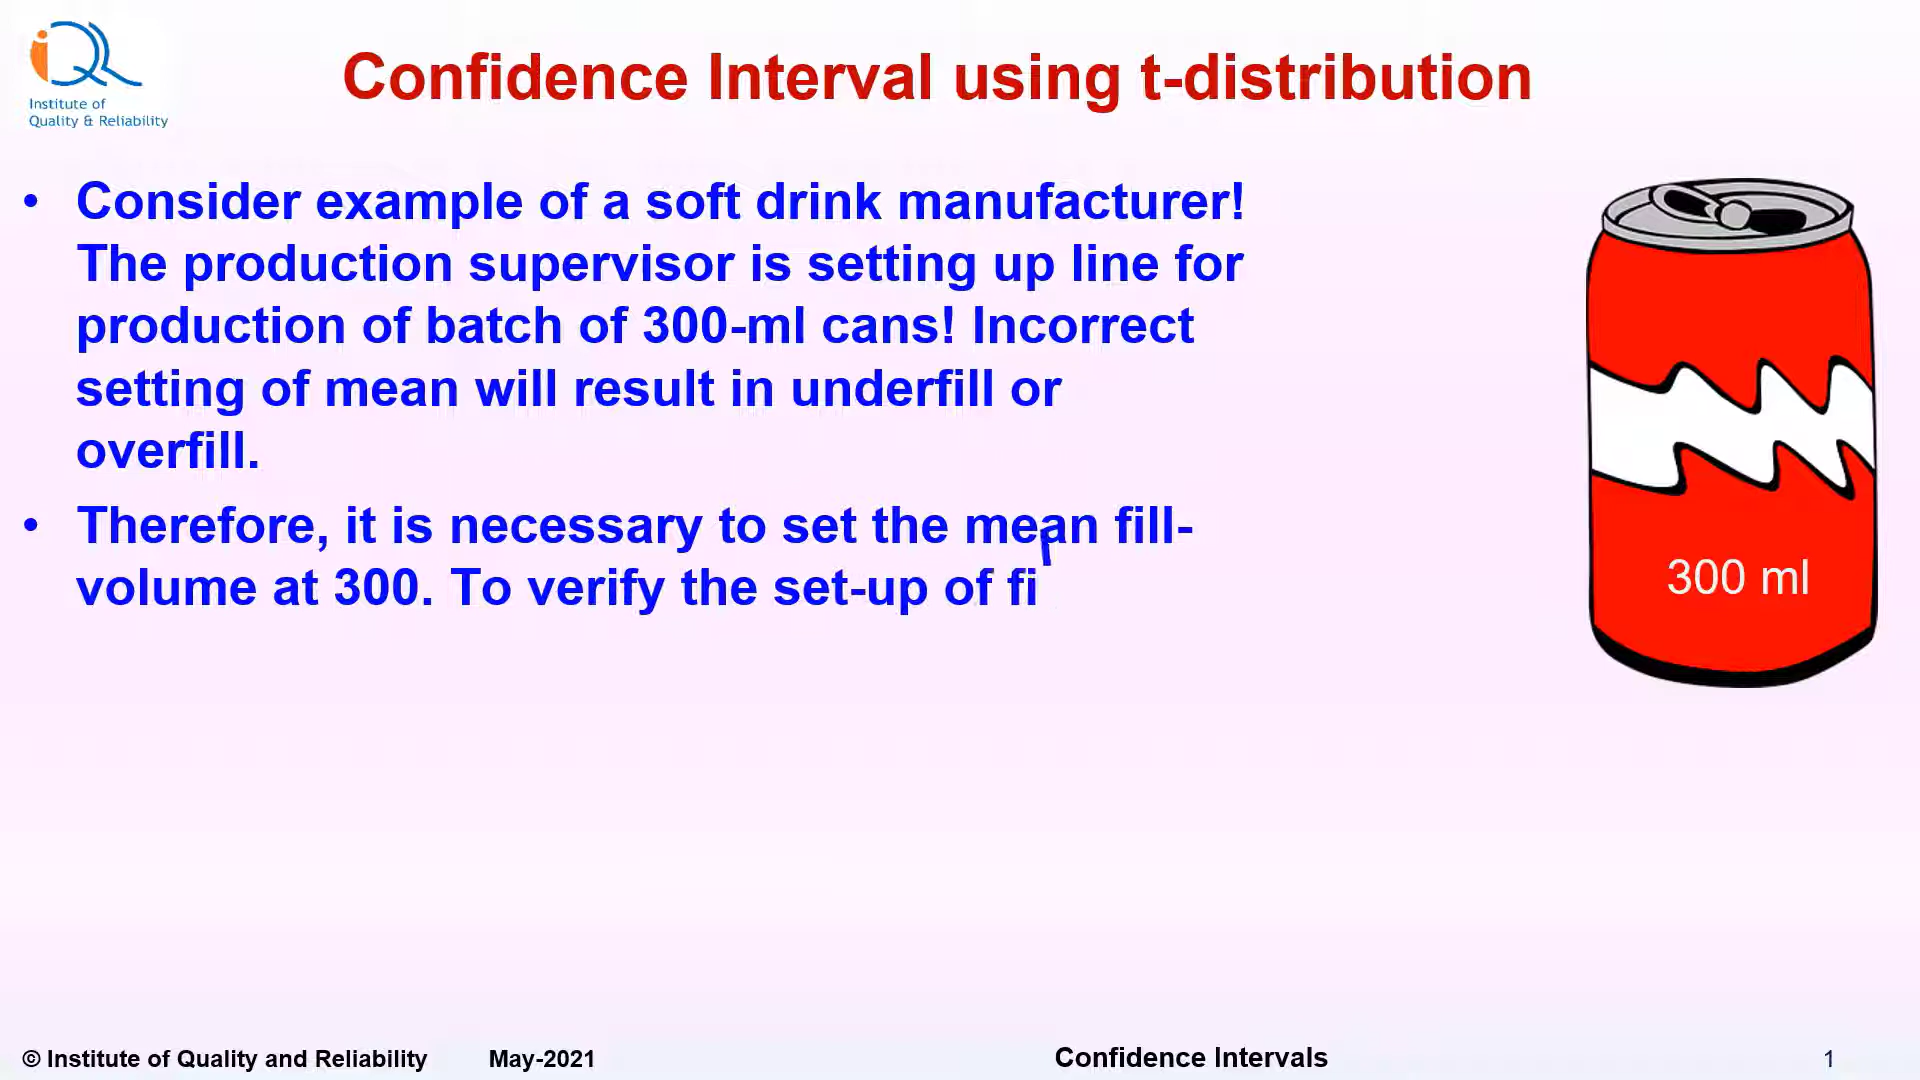 iQR
Institute of
Quality & Reliability
Confidence Interval using t-distribution
• Consider example of a soft drink manufacturer!
The production supervisor is setting up line for
production of batch of 300-ml cans! Incorrect
setting of mean will result in underfill or
overfill.
• Therefore, it is necessary to set the mean fill-
volume at 300. To verify the set-up of fi
300 ml
© Institute of Quality and Reliability May-2021 Confidence Intervals 1